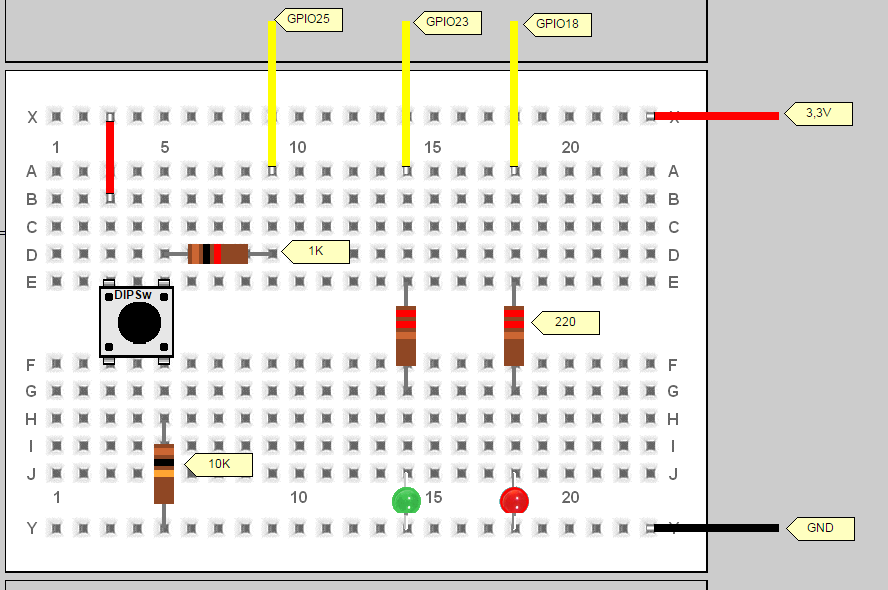 GPIO25
GPIO23
GPIO18
X
X
3,3V
1
5
10
15
20
A
A
B
B
C
C
D
1K
D
E
E
DIPSw
220
F
F
G
G
H
H
I
I
10K
J
J
1
10
15
20
Y
Y
GND